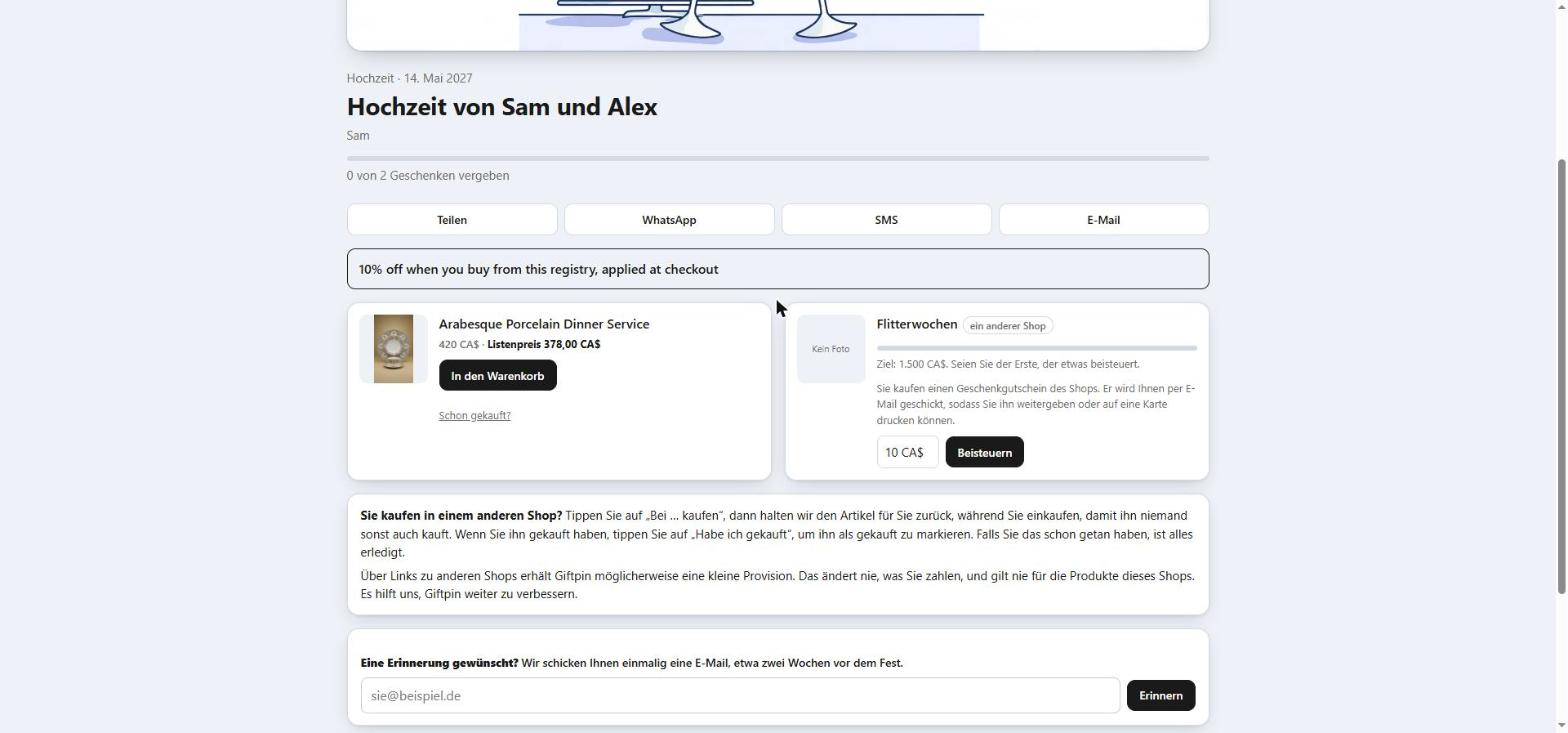 Hochzeit · 14. Mai 2027
Hochzeit von Sam und Alex
Sam
0 von 2 Geschenken vergeben
Teilen
WhatsApp
SMS
E-Mail
10% off when you buy from this registry, applied at checkout
Arabesque Porcelain Dinner Service
420 CA$ · Listenpreis 378,00 CA$
In den Warenkorb
Schon gekauft?
Kein Foto
Flitterwochen ein anderer Shop
Ziel: 1.500 CA$. Seien Sie der Erste, der etwas beisteuert.
Sie kaufen einen Geschenkgutschein des Shops. Er wird Ihnen per E-
Mail geschickt, sodass Sie ihn weitergeben oder auf eine Karte
drucken können.
10 CA$
Beisteuern
Sie kaufen in einem anderen Shop? Tippen Sie auf „Bei … kaufen“, dann halten wir den Artikel für Sie zurück, während Sie einkaufen, damit ihn niemand
sonst auch kauft. Wenn Sie ihn gekauft haben, tippen Sie auf „Habe ich gekauft“, um ihn als gekauft zu markieren. Falls Sie das schon getan haben, ist alles
erledigt.
Über Links zu anderen Shops erhält Giftpin möglicherweise eine kleine Provision. Das ändert nie, was Sie zahlen, und gilt nie für die Produkte dieses Shops.
Es hilft uns, Giftpin weiter zu verbessern.
Eine Erinnerung gewünscht? Wir schicken Ihnen einmalig eine E-Mail, etwa zwei Wochen vor dem Fest.
sie@beispiel.de
Erinnern